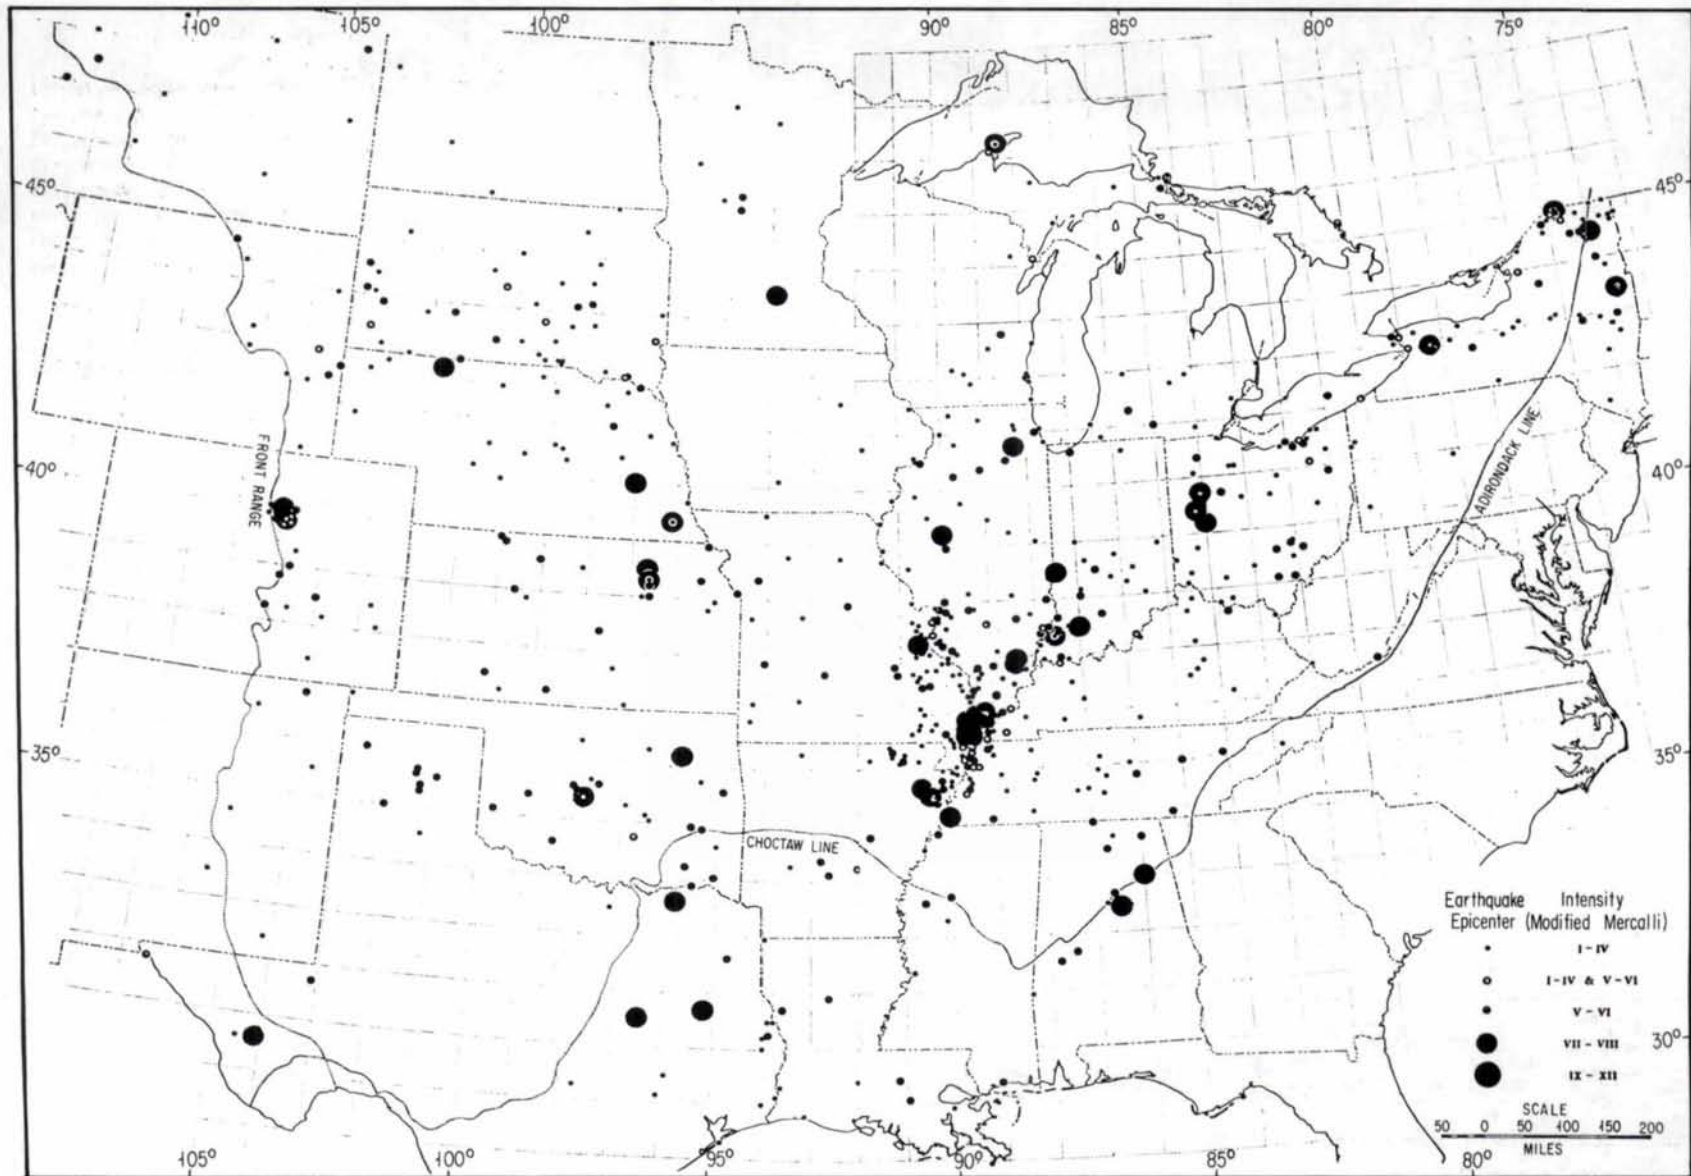 110° 105° 100° 90° 85° 80° 75°
45° 45°
FRONT RANGE
ADIRONDACK LINE
40° 40°
35° 35°
CHOCTAW LINE
Earthquake Intensity
Epicenter (Modified Mercalli)
I-IV
I-IV & V-VI
V-VI
VII-VIII
IX-XII
30°
SCALE
50 0 50 100 150 200
MILES
105° 100° 95° 90° 85° 80°